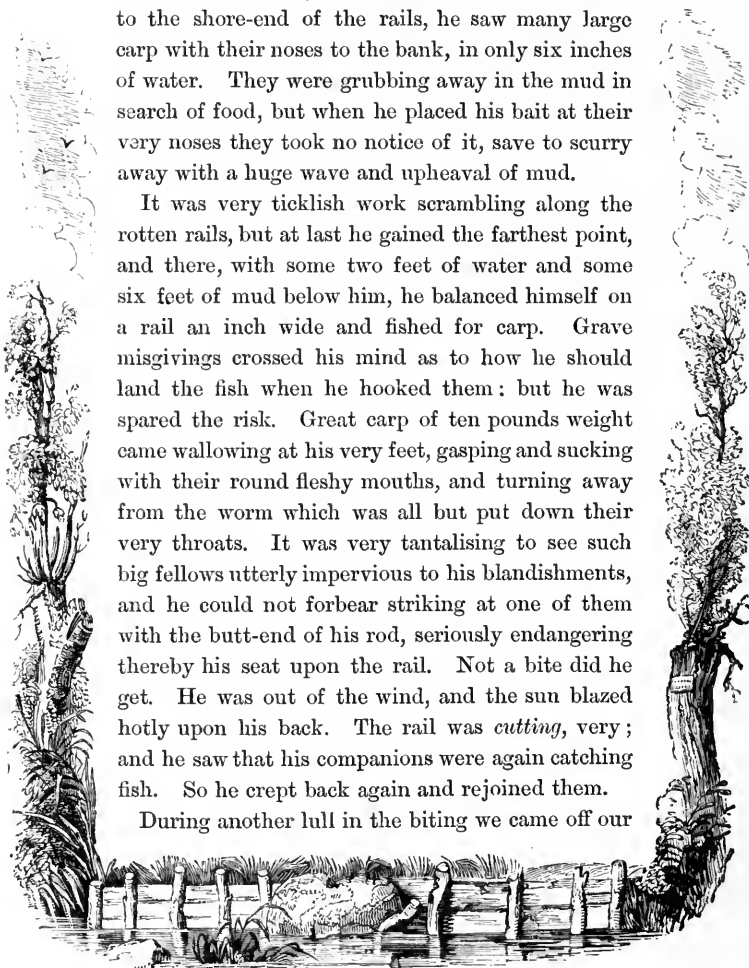 to the shore-end of the rails, he saw many large
carp with their noses to the bank, in only six inches
of water. They were grubbing away in the mud in
search of food, but when he placed his bait at their
very noses they took no notice of it, save to scurry
away with a huge wave and upheaval of mud.
It was very ticklish work scrambling along the
rotten rails, but at last he gained the farthest point,
and there, with some two feet of water and some
six feet of mud below him, he balanced himself on
a rail an inch wide and fished for carp. Grave
misgivings crossed his mind as to how he should
land the fish when he hooked them: but he was
spared the risk. Great carp of ten pounds weight
came wallowing at his very feet, gasping and sucking
with their round fleshy mouths, and turning away
from the worm which was all but put down their
very throats. It was very tantalising to see such
big fellows utterly impervious to his blandishments,
and he could not forbear striking at one of them
with the butt-end of his rod, seriously endangering
thereby his seat upon the rail. Not a bite did he
get. He was out of the wind, and the sun blazed
hotly upon his back. The rail was cutting, very;
and he saw that his companions were again catching
fish. So he crept back again and rejoined them.
During another lull in the biting we came off our